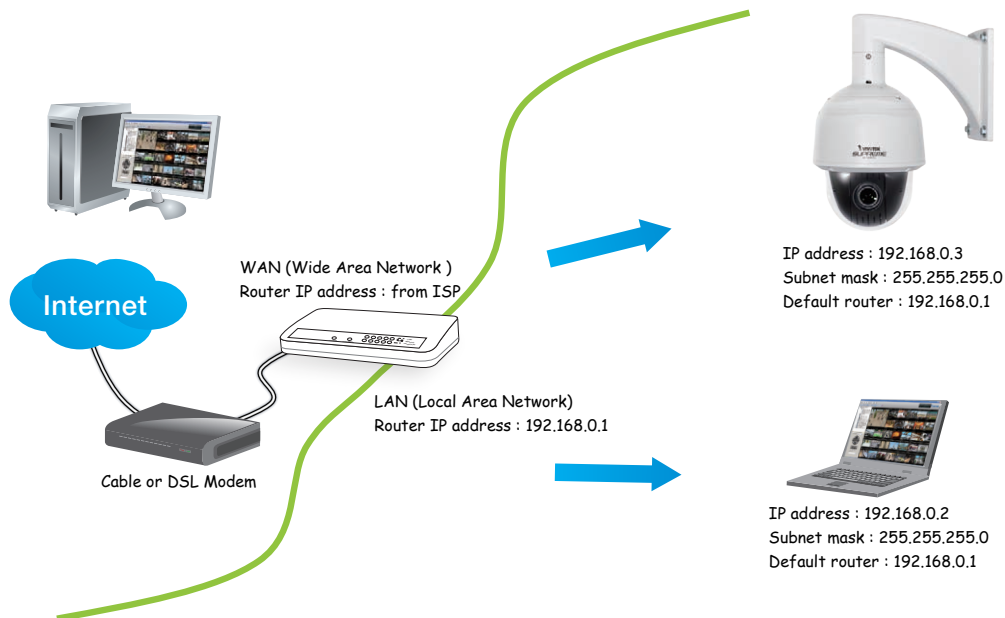 WAN (Wide Area Network )
Router IP address : from ISP
Internet
LAN (Local Area Network)
Router IP address : 192.168.0.1
Cable or DSL Modem
VIVOTEK
SUPREME
IP address : 192.168.0.3
Subnet mask : 255.255.255.0
Default router : 192.168.0.1
IP address : 192.168.0.2
Subnet mask : 255.255.255.0
Default router : 192.168.0.1